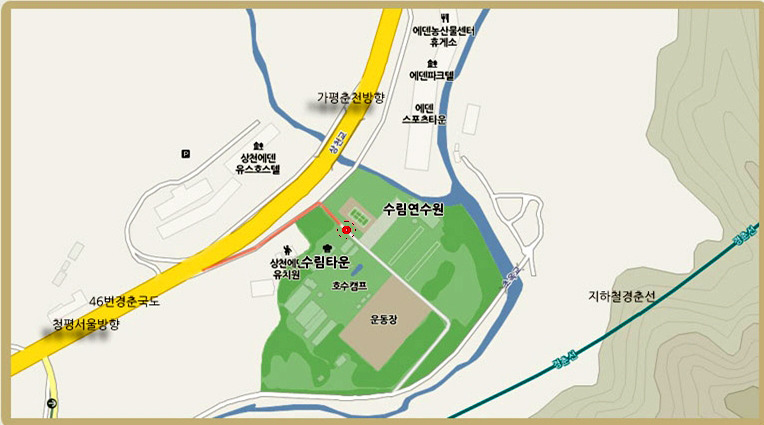 에덴농산물센터
휴게소
에덴파크텔
가평춘천방향
에덴
스포츠타운
상천교
P
상천에덴
유스호스텔
수림연수원
경춘선
상천에덴
유치원
수림타운
호수캠프
지하철경춘선
46번경춘국도
청평서울방향
운동장
경춘선